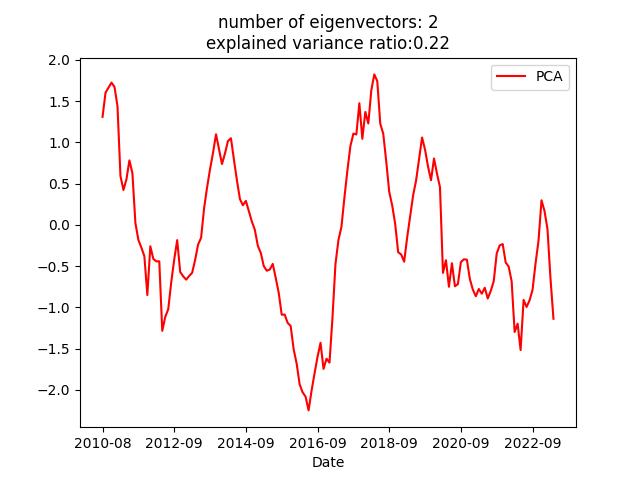 number of eigenvectors: 2
explained variance ratio:0.22
PCA
2.0
1.5
1.0
0.5
0.0
−0.5
−1.0
−1.5
−2.0
2010-08 2012-09 2014-09 2016-09 2018-09 2020-09 2022-09
Date